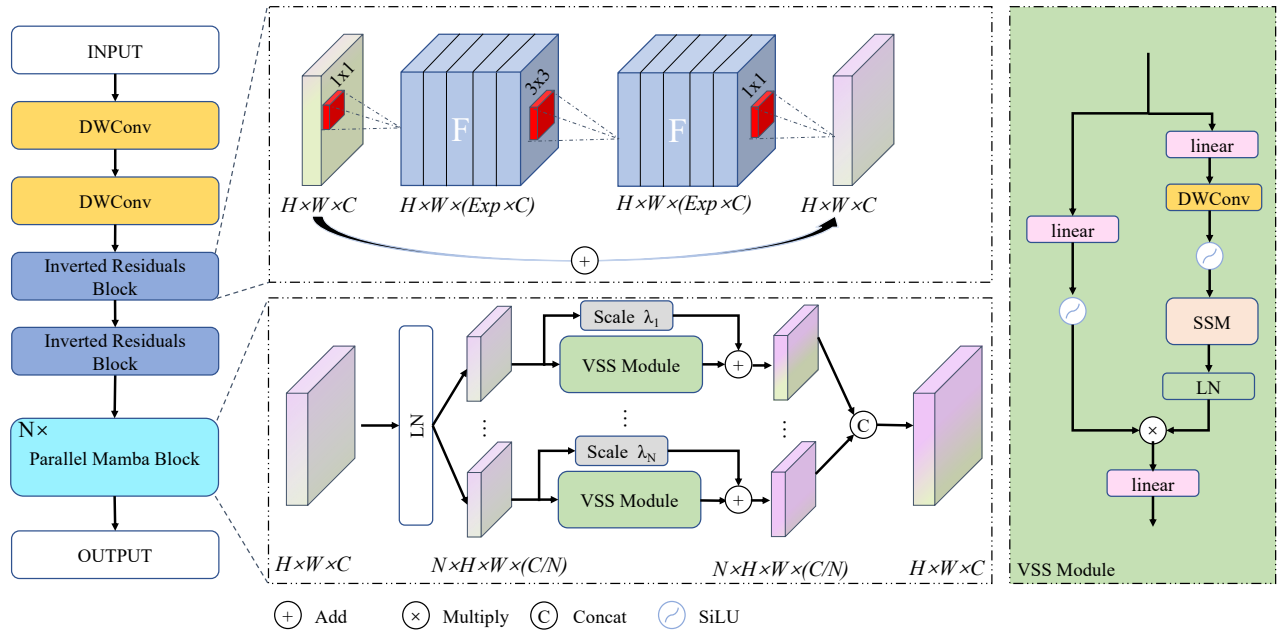 INPUT
DWConv
DWConv
Inverted Residuals
Block
Inverted Residuals
Block
N×
Parallel Mamba Block
OUTPUT
1x1
F
3x3
F
1x1
H×W×C
H×W×(Exp×C)
H×W×(Exp×C)
H×W×C
+
LN
Scale λ1
VSS Module
+
...
...
...
C
Scale λN
VSS Module
+
H×W×C
N×H×W×(C/N)
N×H×W×(C/N)
H×W×C
linear
DWConv
linear
SSM
LN
×
linear
VSS Module
+ Add
× Multiply
C Concat
SiLU